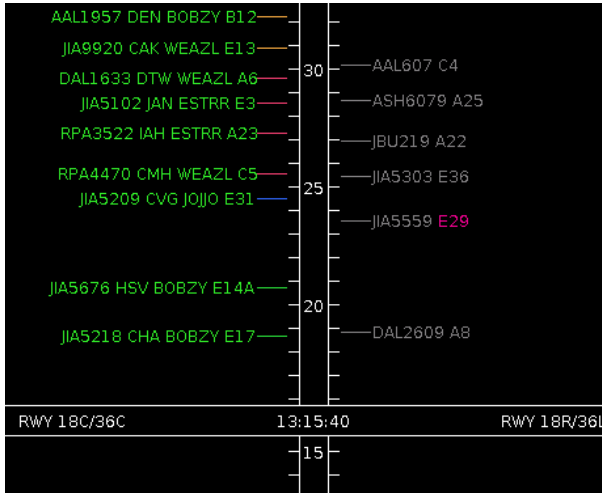 AAL1957 DEN BOBZY B12
JIA9920 CAK WEAZL E13
30
AAL607 C4
DAL1633 DTW WEAZL A6
JIA5102 JAN ESTRR E3
ASH6079 A25
RPA3522 IAH ESTRR A23
JBU219 A22
RPA4470 CMH WEAZL C5
JIA5303 E36
25
JIA5209 CVG JOJJO E31
JIA5559 E29
JIA5676 HSV BOBZY E14A
20
JIA5218 CHA BOBZY E17
DAL2609 A8
RWY 18C/36C 13:15:40 RWY 18R/36L
15